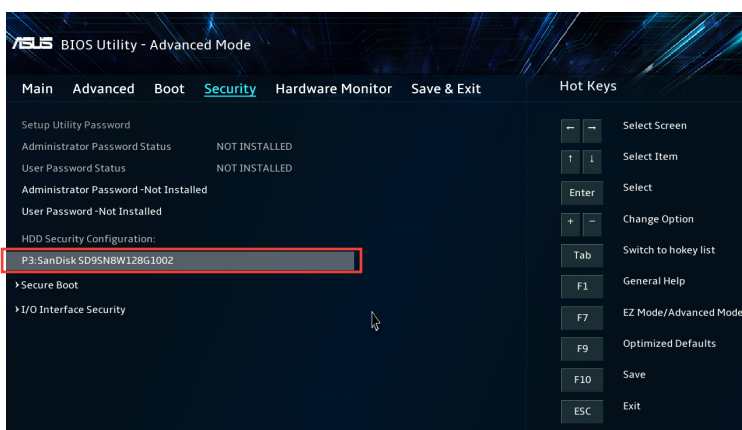 ASUS BIOS Utility - Advanced Mode
Main Advanced Boot Security Hardware Monitor Save & Exit
Setup Utility Password
Administrator Password Status NOT INSTALLED
User Password Status NOT INSTALLED
Administrator Password -Not Installed
User Password -Not Installed
HDD Security Configuration:
P3:SanDisk SD9SN8W128G1002
Secure Boot
I/O Interface Security
Hot Keys
← → Select Screen
↑ ↓ Select Item
Enter Select
+ − Change Option
Tab Switch to hokey list
F1 General Help
F7 EZ Mode/Advanced Mode
F9 Optimized Defaults
F10 Save
ESC Exit